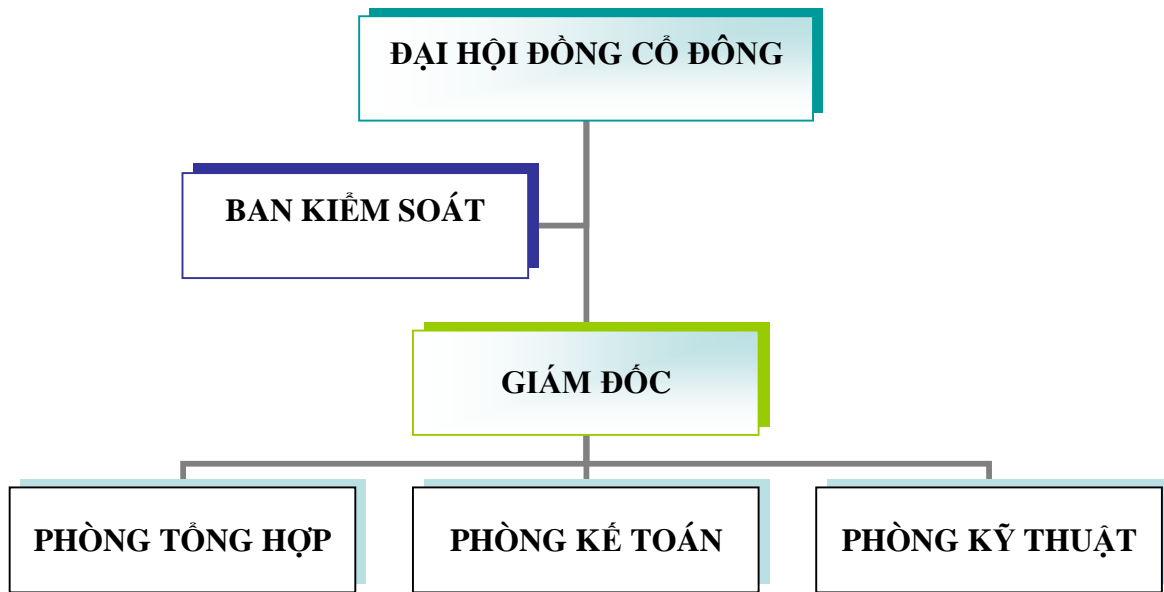 ĐẠI HỘI ĐỒNG CỔ ĐÔNG
BAN KIỂM SOÁT
GIÁM ĐỐC
PHÒNG TỔNG HỢP
PHÒNG KẾ TOÁN
PHÒNG KỸ THUẬT